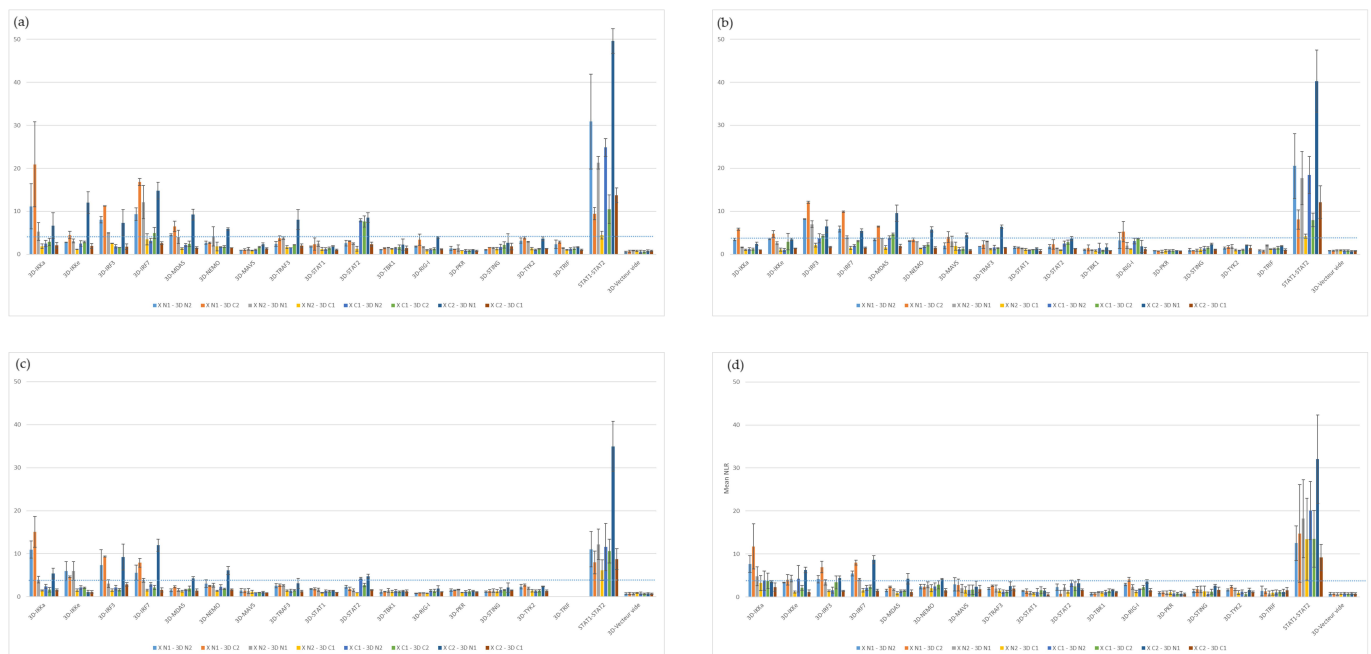 (a)
50
40
30
20
10
0
3D-IKKa 3D-IKKe 3D-IRF3 3D-IRF7 3D-MDA5 3D-NEMO 3D-MAVS 3D-TRAF3 3D-STAT1 3D-STAT2 3D-TBK1 3D-RIG-I 3D-PKR 3D-STING 3D-TYK2 3D-TRIF STAT1-STAT2 3D-Vecteur vide
X N1 - 3D N2 X N1 - 3D C2 X N2 - 3D N1 X N2 - 3D C1 X C1 - 3D N2 X C1 - 3D C2 X C2 - 3D N1 X C2 - 3D C1
(b)
50
40
30
20
10
0
3D-IKKa 3D-IKKe 3D-IRF3 3D-IRF7 3D-MDA5 3D-NEMO 3D-MAVS 3D-TRAF3 3D-STAT1 3D-STAT2 3D-TBK1 3D-RIG-I 3D-PKR 3D-STING 3D-TYK2 3D-TRIF STAT1-STAT2 3D-Vecteur vide
X N1 - 3D N2 X N1 - 3D C2 X N2 - 3D N1 X N2 - 3D C1 X C1 - 3D N2 X C1 - 3D C2 X C2 - 3D N1 X C2 - 3D C1
(c)
50
40
30
20
10
0
3D-IKKa 3D-IKKe 3D-IRF3 3D-IRF7 3D-MDA5 3D-NEMO 3D-MAVS 3D-TRAF3 3D-STAT1 3D-STAT2 3D-TBK1 3D-RIG-I 3D-PKR 3D-STING 3D-TYK2 3D-TRIF STAT1-STAT2 3D-Vecteur vide
X N1 - 3D N2 X N1 - 3D C2 X N2 - 3D N1 X N2 - 3D C1 X C1 - 3D N2 X C1 - 3D C2 X C2 - 3D N1 X C2 - 3D C1
(d)
Mean NLR
50
40
30
20
10
0
3D-IKKa 3D-IKKe 3D-IRF3 3D-IRF7 3D-MDA5 3D-NEMO 3D-MAVS 3D-TRAF3 3D-STAT1 3D-STAT2 3D-TBK1 3D-RIG-I 3D-PKR 3D-STING 3D-TYK2 3D-TRIF STAT1-STAT2 3D-Vecteur vide
X N1 - 3D N2 X N1 - 3D C2 X N2 - 3D N1 X N2 - 3D C1 X C1 - 3D N2 X C1 - 3D C2 X C2 - 3D N1 X C2 - 3D C1